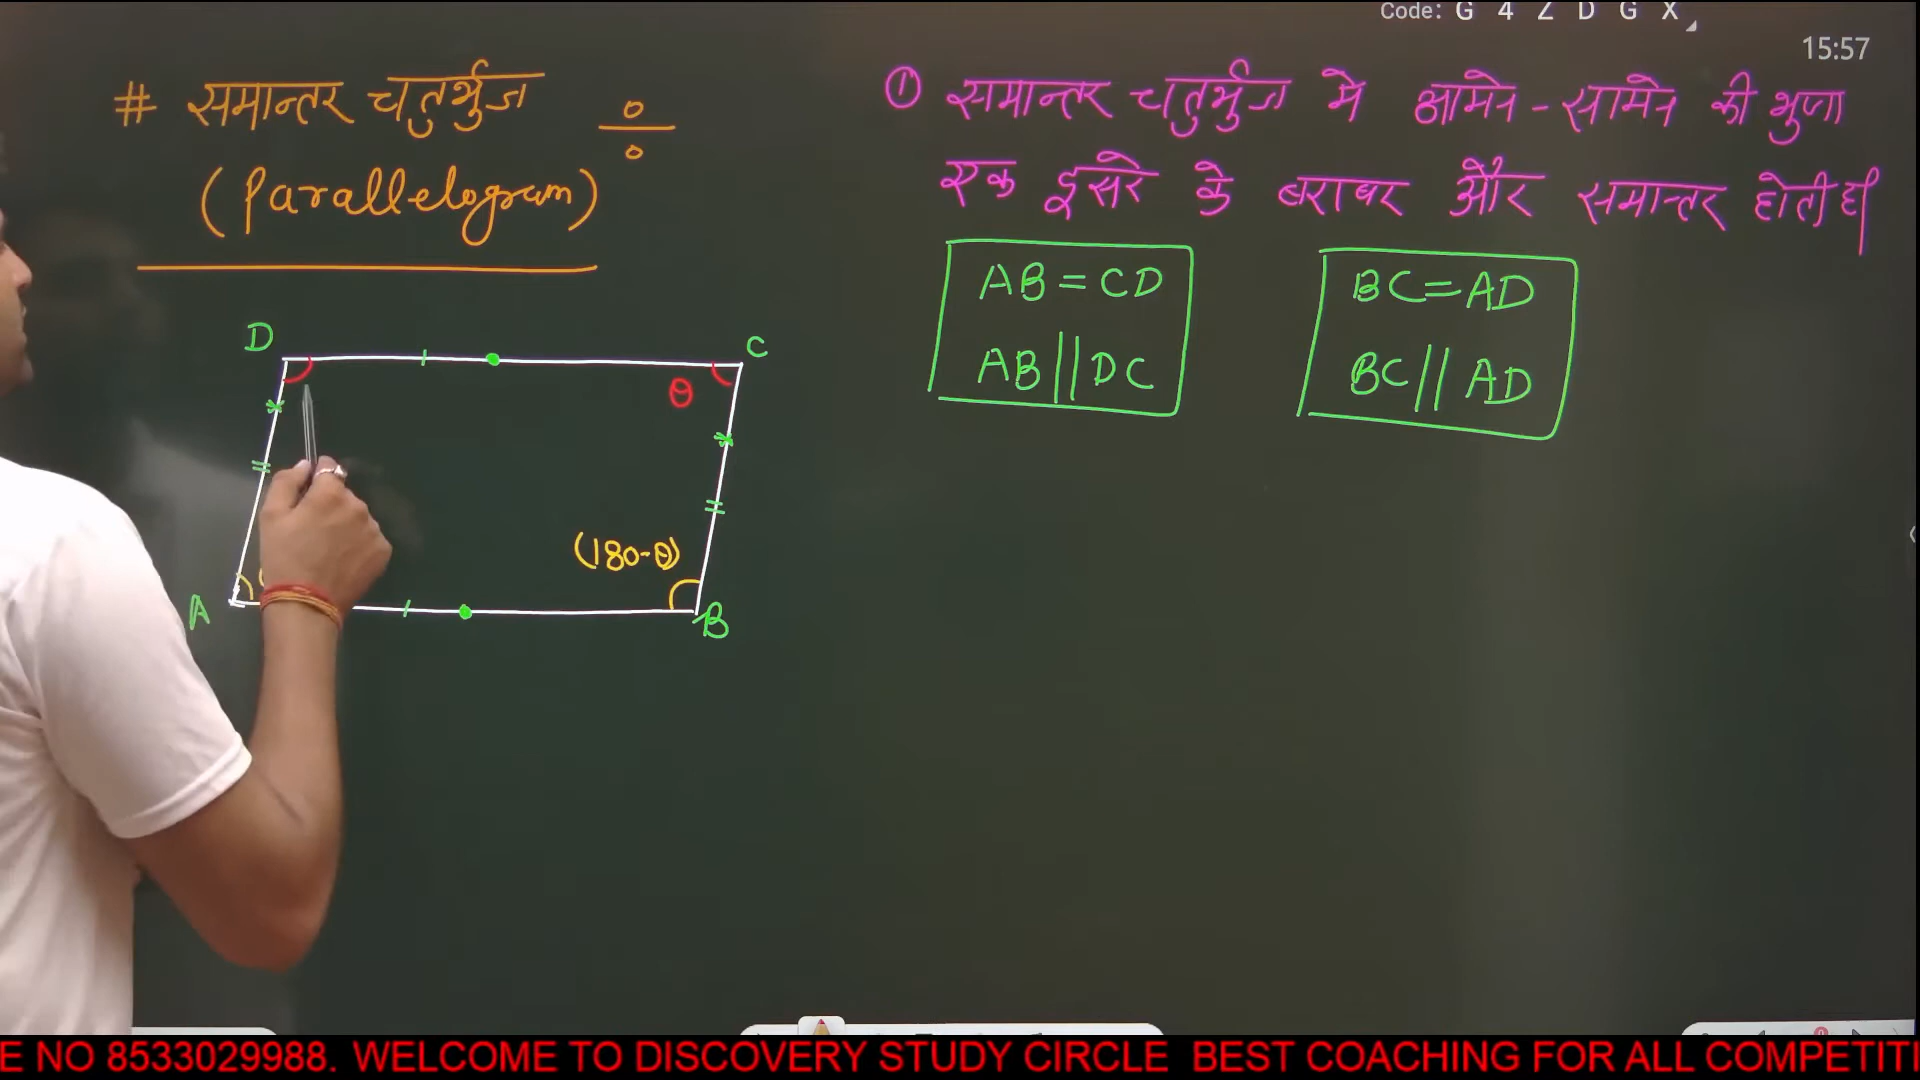 Code: G 4 Z D G X
15:57
# समान्तर चतुर्भुज ÷
(Parallelogram)
① समान्तर चतुर्भुज में आमने-सामने की भुजा
एक दूसरे के बराबर और समान्तर होती हैं।
AB = CD
AB || DC
BC = AD
BC || AD
D
C
θ
(180-θ)
A
B
E NO 8533029988. WELCOME TO DISCOVERY STUDY CIRCLE BEST COACHING FOR ALL COMPETITI